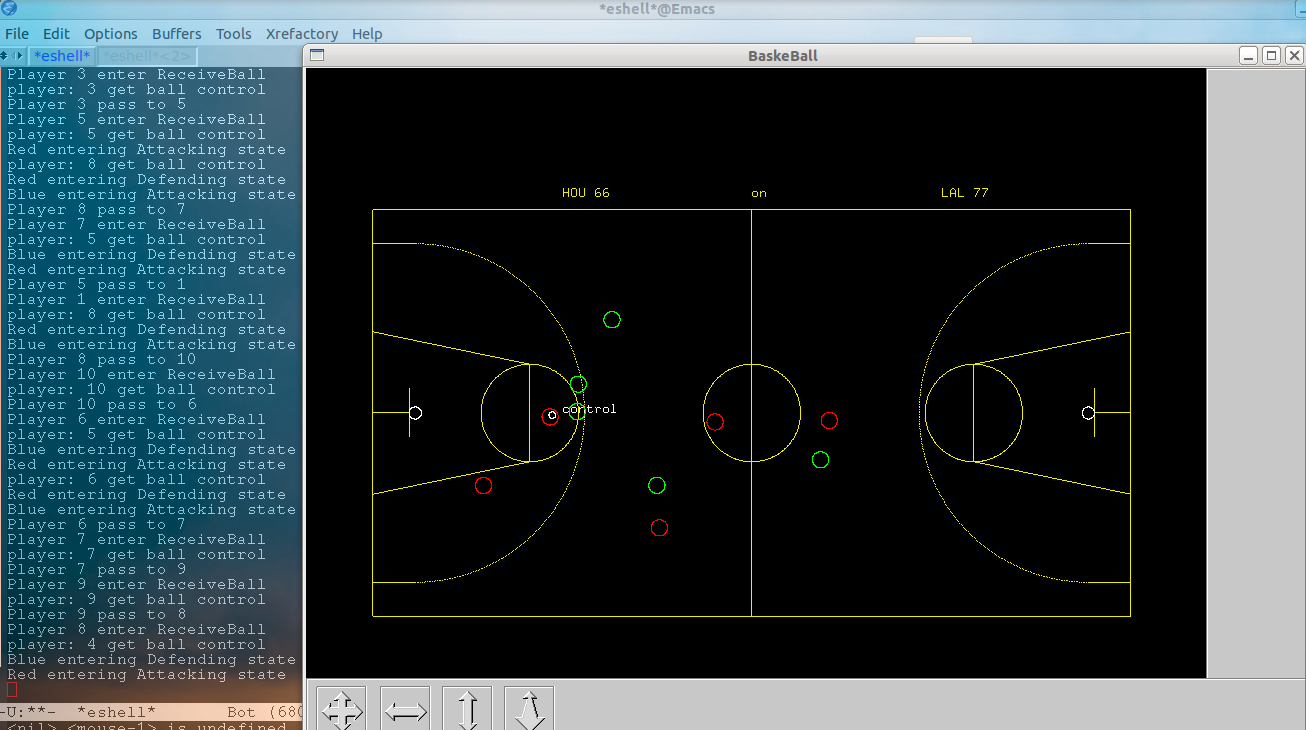 *eshell*@Emacs
File Edit Options Buffers Tools Xrefactory Help
*eshell* *eshell*<2>
Player 3 enter ReceiveBall
player: 3 get ball control
Player 3 pass to 5
Player 5 enter ReceiveBall
player: 5 get ball control
Red entering Attacking state
player: 8 get ball control
Red entering Defending state
Blue entering Attacking state
Player 8 pass to 7
Player 7 enter ReceiveBall
player: 5 get ball control
Blue entering Defending state
Red entering Attacking state
Player 5 pass to 1
Player 1 enter ReceiveBall
player: 8 get ball control
Red entering Defending state
Blue entering Attacking state
Player 8 pass to 10
Player 10 enter ReceiveBall
player: 10 get ball control
Player 10 pass to 6
Player 6 enter ReceiveBall
player: 5 get ball control
Blue entering Defending state
Red entering Attacking state
player: 6 get ball control
Red entering Defending state
Blue entering Attacking state
Player 6 pass to 7
Player 7 enter ReceiveBall
player: 7 get ball control
Player 7 pass to 9
Player 9 enter ReceiveBall
player: 9 get ball control
Player 9 pass to 8
Player 8 enter ReceiveBall
player: 4 get ball control
Blue entering Defending state
Red entering Attacking state
-U:**- *eshell* Bot (680
<nil> <mouse-1> is undefined
BaskeBall
HOU 66 on LAL 77
control